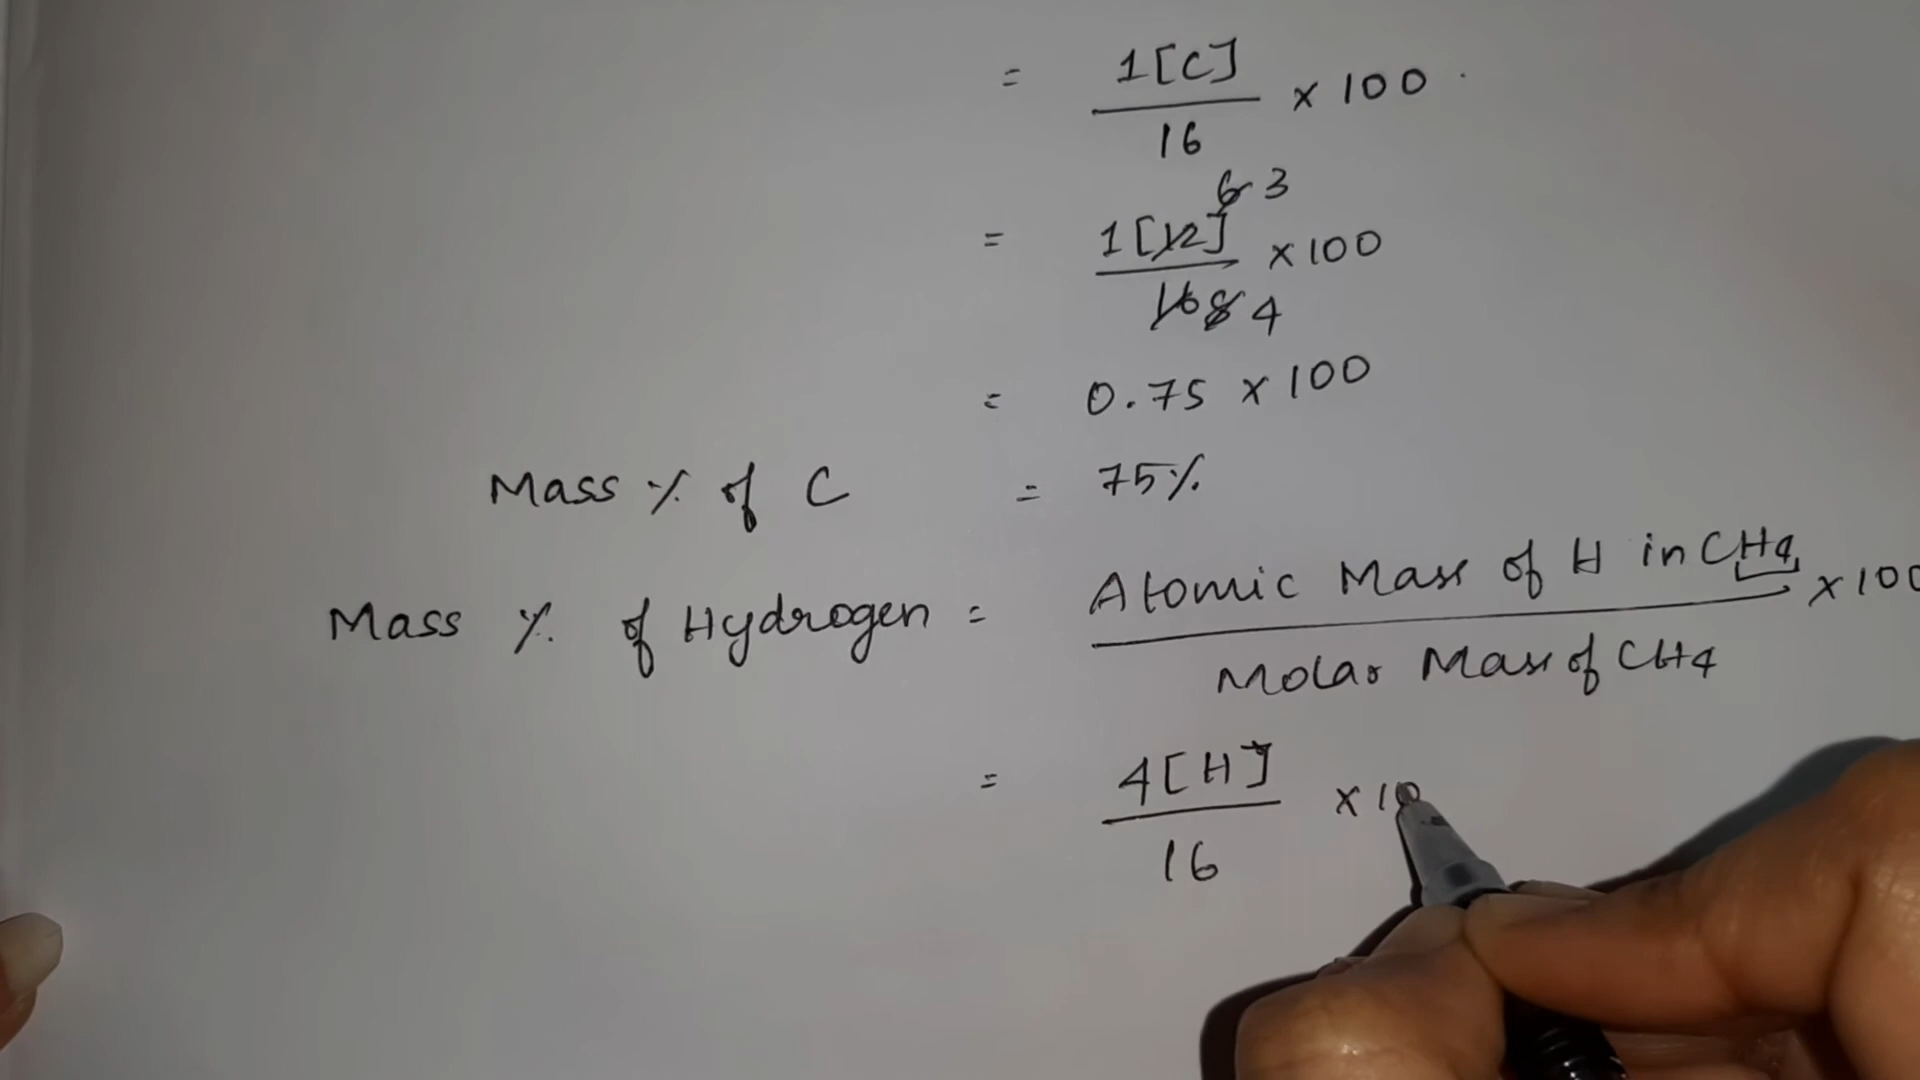 = 1[C] / 16 × 100
6 3
= 1[12] / 16 8 4 × 100
= 0.75 × 100
Mass % of C = 75%
Mass % of Hydrogen = Atomic Mass of H in CH4 / Molar Mass of CH4 × 100
= 4[H] / 16 × 10